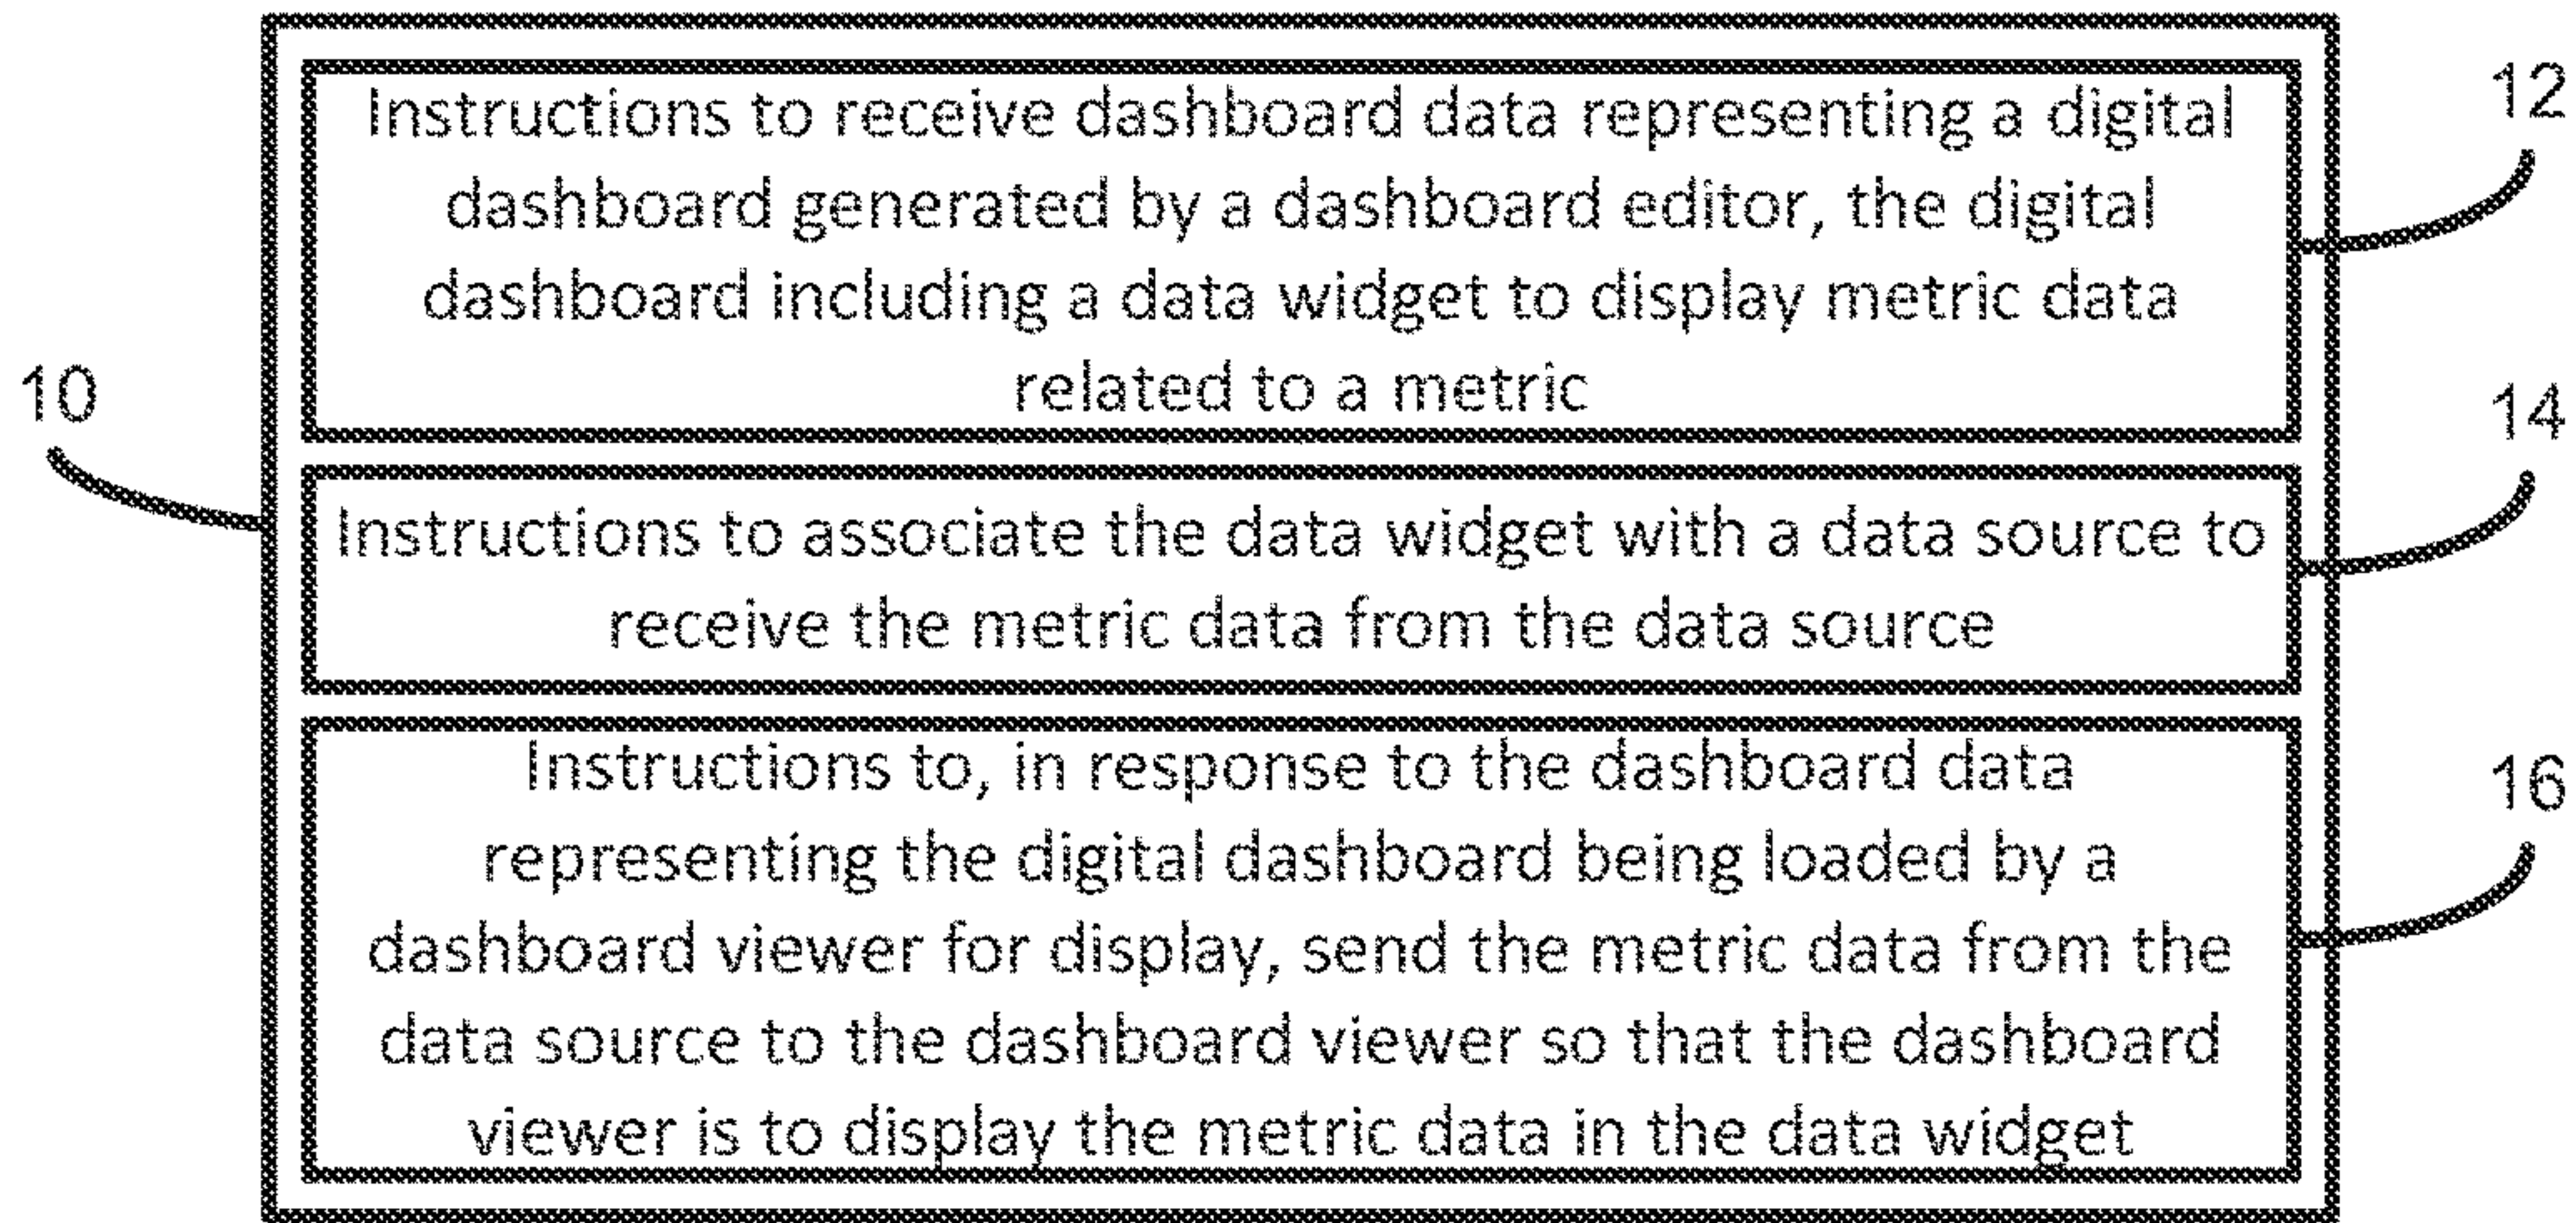 Instructions to receive dashboard data representing a digital
dashboard generated by a dashboard editor, the digital
dashboard including a data widget to display metric data
related to a metric
12
10
14
Instructions to associate the data widget with a data source to
receive the metric data from the data source
Instructions to, in response to the dashboard data
representing the digital dashboard being loaded by a
dashboard viewer for display, send the metric data from the
data source to the dashboard viewer so that the dashboard
viewer is to display the metric data in the data widget
16